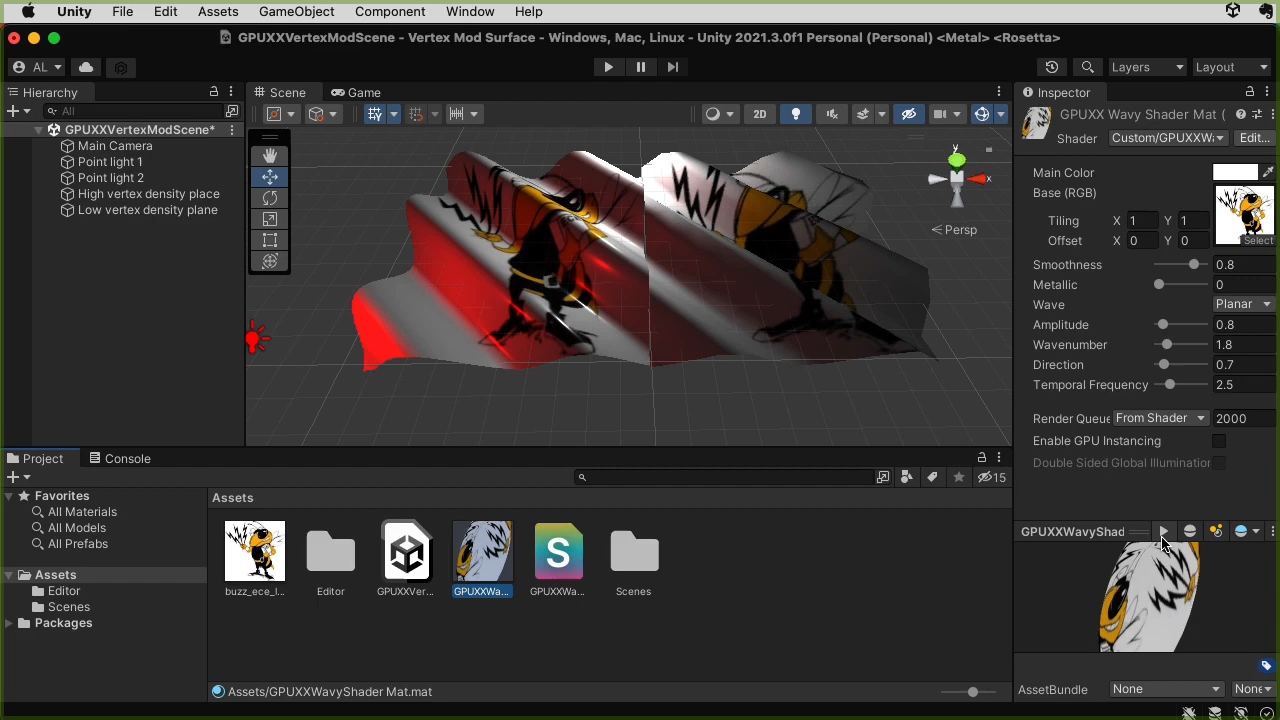 Unity File Edit Assets GameObject Component Window Help
GPUXXVertexModScene - Vertex Mod Surface - Windows, Mac, Linux - Unity 2021.3.0f1 Personal (Personal) <Metal> <Rosetta>
AL Layers Layout
Hierarchy
All
GPUXXVertexModScene*
Main Camera
Point light 1
Point light 2
High vertex density place
Low vertex density plane
Scene Game
2D
y
x
Persp
Inspector
GPUXX Wavy Shader Mat (
Shader Custom/GPUXXW Edit...
Main Color
Base (RGB)
Tiling X 1 Y 1
Offset X 0 Y 0
Select
Smoothness 0.8
Metallic 0
Wave Planar
Amplitude 0.8
Wavenumber 1.8
Direction 0.7
Temporal Frequency 2.5
Render Queue From Shader 2000
Enable GPU Instancing
Double Sided Global Illumination
Project Console
15
Favorites
All Materials
All Models
All Prefabs
Assets
Editor
Scenes
Packages
Assets
buzz_ece_l...
Editor
GPUXXVer...
GPUXXWa...
S
GPUXXWa...
Scenes
Assets/GPUXXWavyShader Mat.mat
GPUXXWavyShad
AssetBundle None None